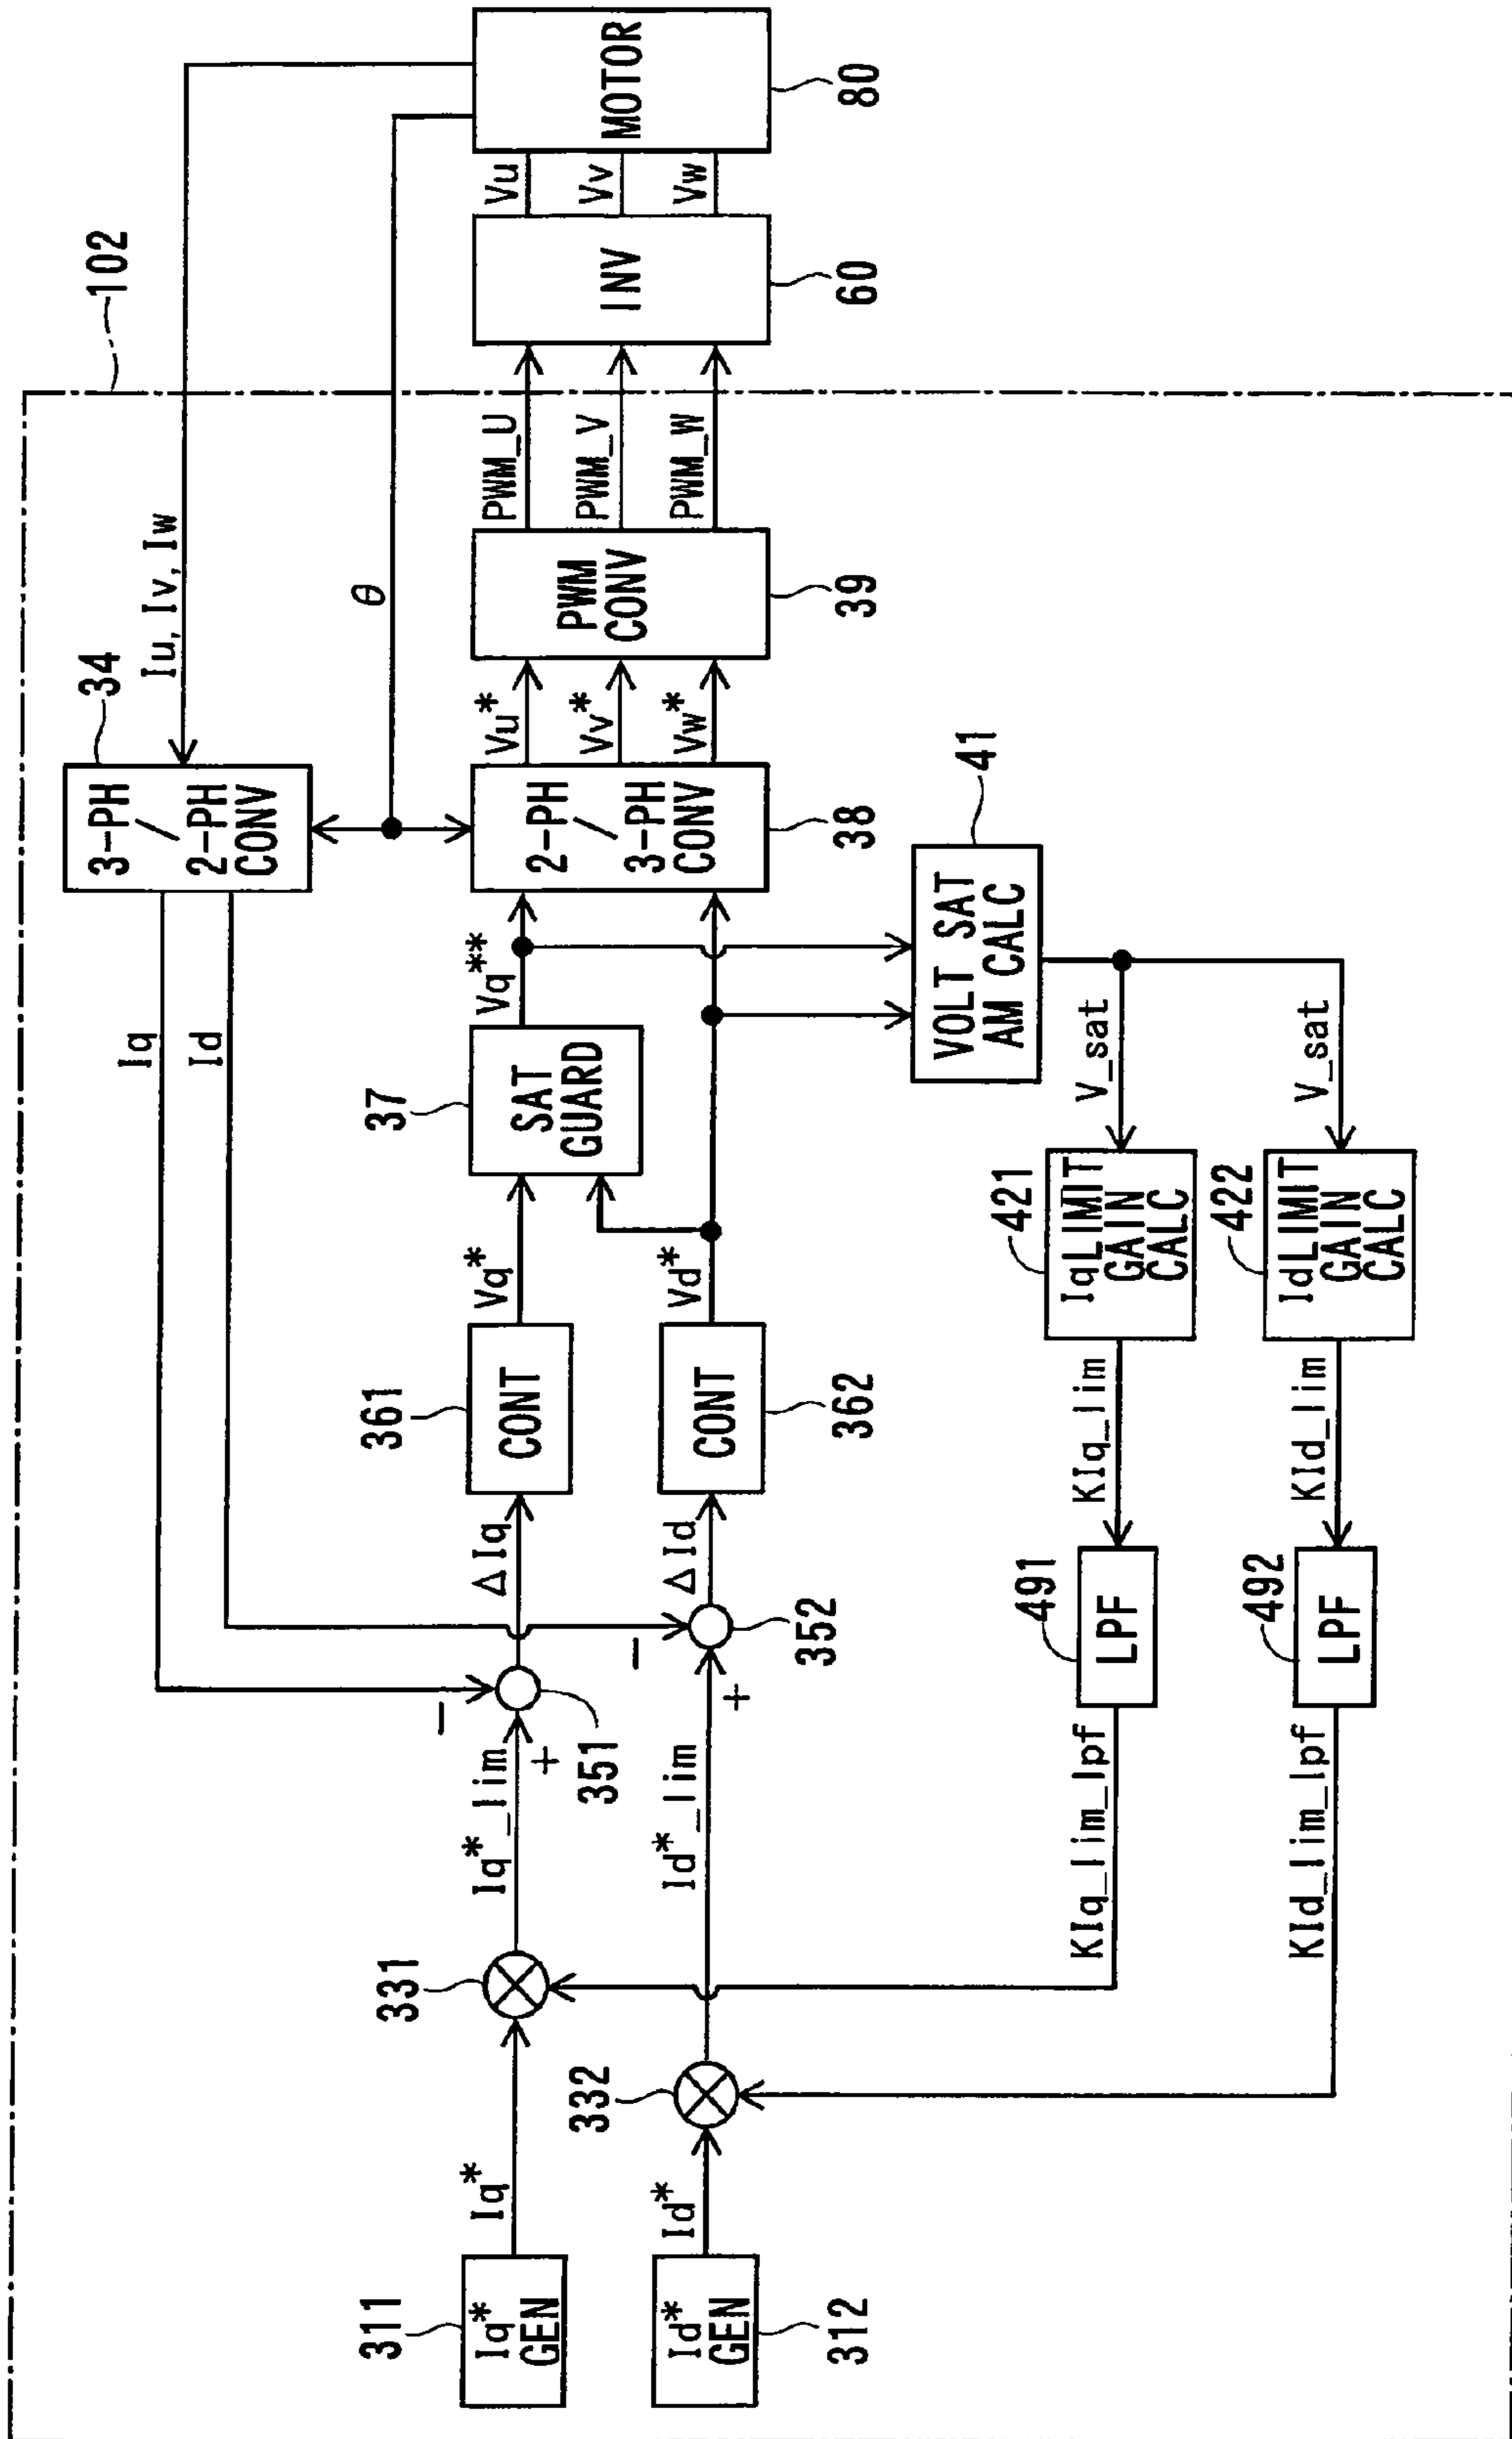 102
34
3-PH
/
2-PH
CONV
Iu, Iv, Iw
θ
Iq
Id
311
Iq*
GEN
Iq*
331
Iq*_lim
+
−
351
ΔIq
361
CONT
Vq*
37
SAT
GUARD
Vq**
2-PH
/
3-PH
CONV
38
Vu*
Vv*
Vw*
PWM
CONV
39
PWM_U
PWM_V
PWM_W
INV
60
Vu
Vv
Vw
MOTOR
80
Id*
GEN
312
Id*
332
Id*_lim
+
−
352
ΔId
CONT
362
Vd*
41
VOLT SAT
AM CALC
V_sat
V_sat
421
IqLIMIT
GAIN
CALC
KIq_lim
491
LPF
KIq_lim_lpf
422
IdLIMIT
GAIN
CALC
KId_lim
492
LPF
KId_lim_lpf